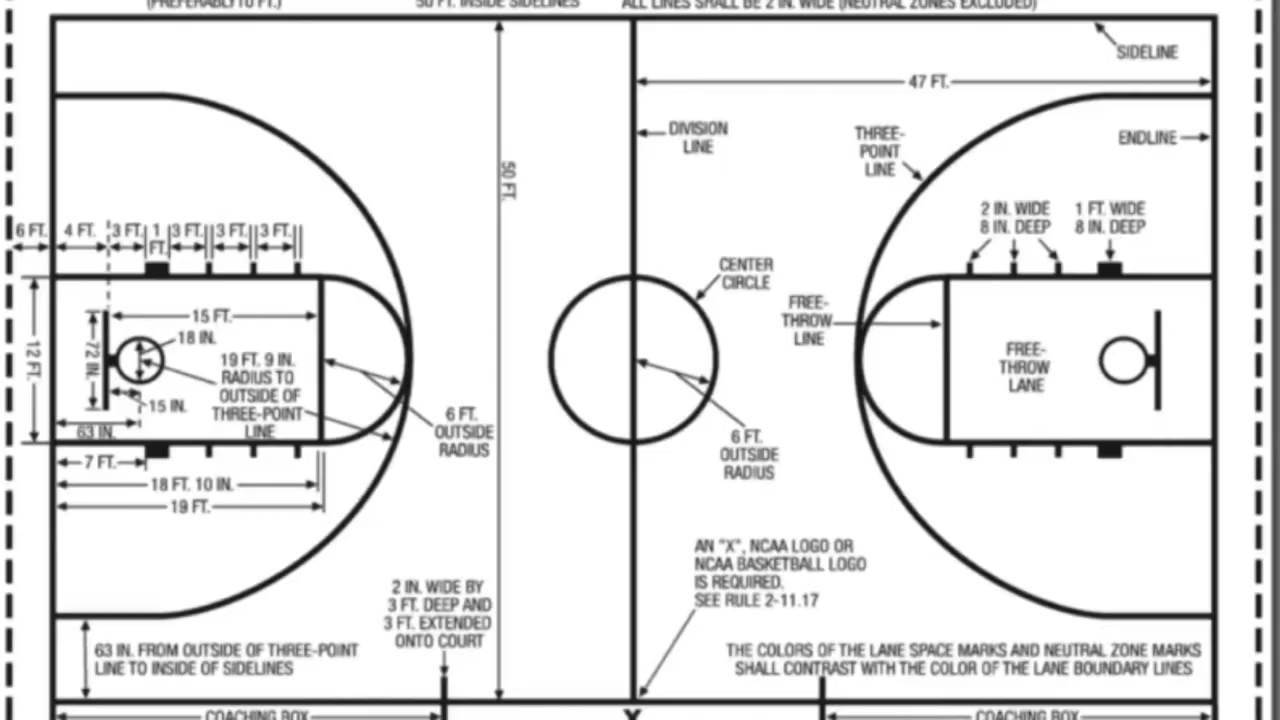 (PREFERABLY 10 FT.)
50 FT. INSIDE SIDELINES
ALL LINES SHALL BE 2 IN. WIDE (NEUTRAL ZONES EXCLUDED)
SIDELINE
47 FT.
DIVISION
LINE
THREE-
POINT
LINE
ENDLINE
50 FT.
6 FT.
4 FT.
3 FT.
1
FT.
3 FT.
3 FT.
3 FT.
2 IN. WIDE
8 IN. DEEP
1 FT. WIDE
8 IN. DEEP
CENTER
CIRCLE
FREE-
THROW
LINE
15 FT.
18 IN.
72 IN.
12 FT.
19 FT. 9 IN.
RADIUS TO
OUTSIDE OF
THREE-POINT
LINE
15 IN.
63 IN.
FREE-
THROW
LANE
6 FT.
OUTSIDE
RADIUS
6 FT.
OUTSIDE
RADIUS
7 FT.
18 FT. 10 IN.
19 FT.
AN "X", NCAA LOGO OR
NCAA BASKETBALL LOGO
IS REQUIRED.
SEE RULE 2-11.17
2 IN. WIDE BY
3 FT. DEEP AND
3 FT. EXTENDED
ONTO COURT
63 IN. FROM OUTSIDE OF THREE-POINT
LINE TO INSIDE OF SIDELINES
THE COLORS OF THE LANE SPACE MARKS AND NEUTRAL ZONE MARKS
SHALL CONTRAST WITH THE COLOR OF THE LANE BOUNDARY LINES
COACHING BOX
X
COACHING BOX